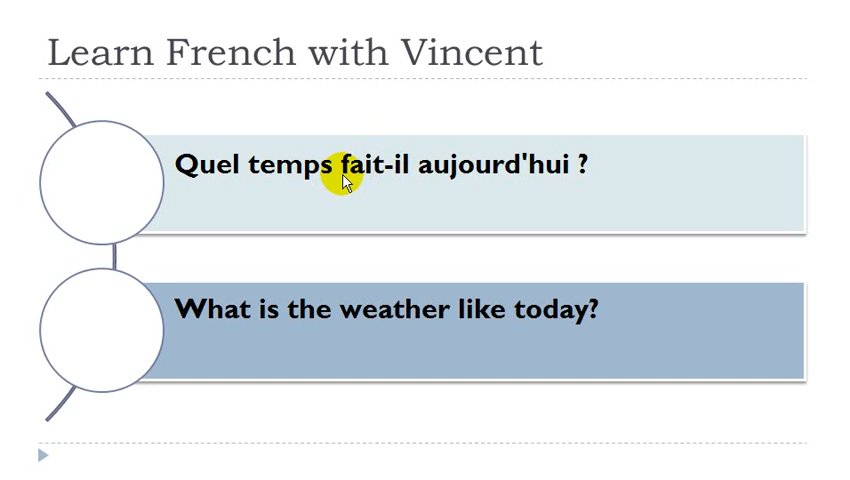 Learn French with Vincent
Quel temps fait-il aujourd'hui ?
What is the weather like today?